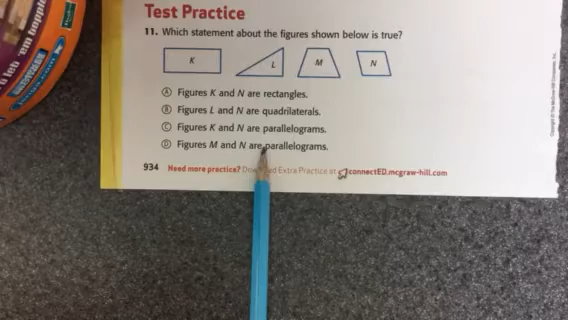 Test Practice
11. Which statement about the figures shown below is true?
K L M N
Ⓐ Figures K and N are rectangles.
Ⓑ Figures L and N are quadrilaterals.
Ⓒ Figures K and N are parallelograms.
Ⓓ Figures M and N are parallelograms.
934 Need more practice? Extra Practice at connectED.mcgraw-hill.com